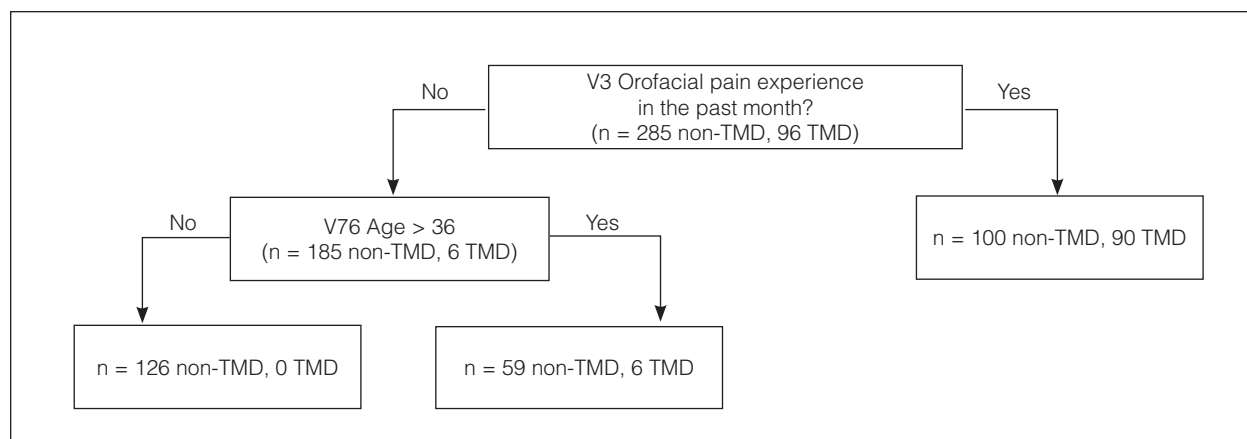 V3 Orofacial pain experience
in the past month?
(n = 285 non-TMD, 96 TMD)
No
Yes
V76 Age > 36
(n = 185 non-TMD, 6 TMD)
No
Yes
n = 100 non-TMD, 90 TMD
n = 126 non-TMD, 0 TMD
n = 59 non-TMD, 6 TMD